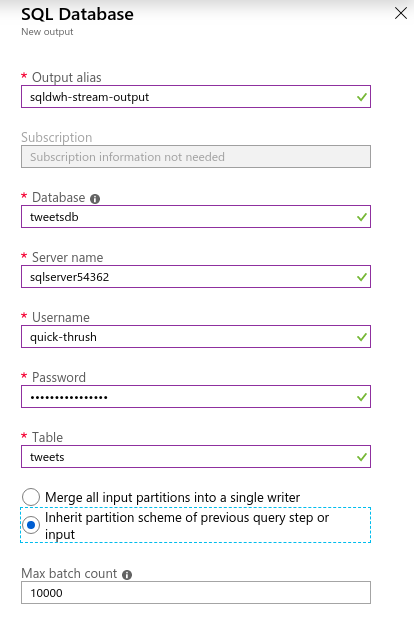 SQL Database
New output
* Output alias
sqldwh-stream-output
Subscription
Subscription information not needed
* Database
tweetsdb
* Server name
sqlserver54362
* Username
quick-thrush
* Password
••••••••••••••••
* Table
tweets
Merge all input partitions into a single writer
Inherit partition scheme of previous query step or
input
Max batch count
10000